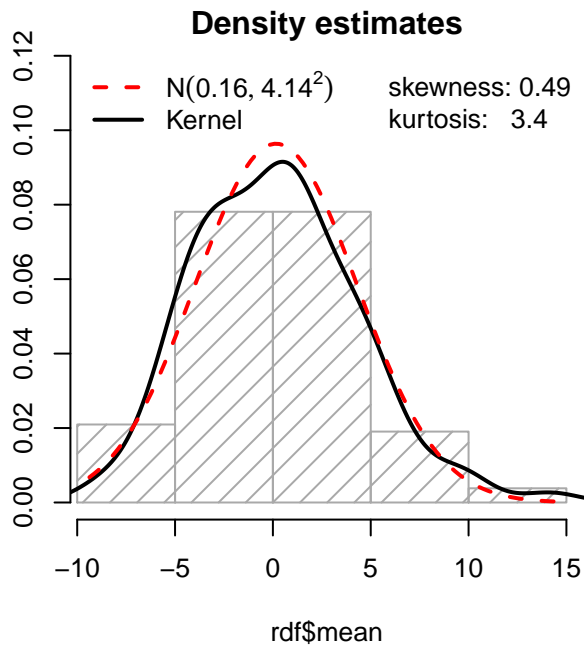 Density estimates
N(0.16, 4.14²) skewness: 0.49
Kernel kurtosis: 3.4
0.12
0.10
0.08
0.06
0.04
0.02
0.00
−10 −5 0 5 10 15
rdf$mean